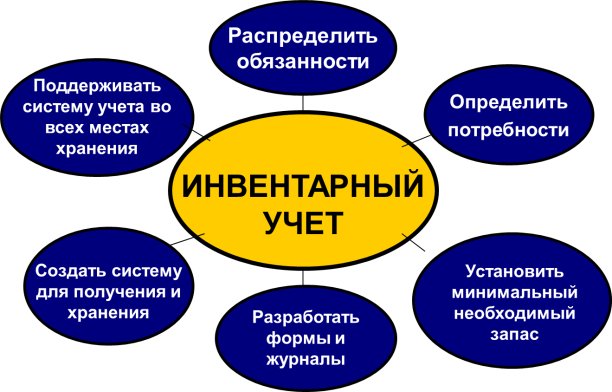 Распределить
обязанности
Определить
потребности
Установить
минимальный
необходимый
запас
Разработать
формы и
журналы
Создать систему
для получения и
хранения
Поддерживать
систему учета во
всех местах
хранения
ИНВЕНТАРНЫЙ
УЧЕТ